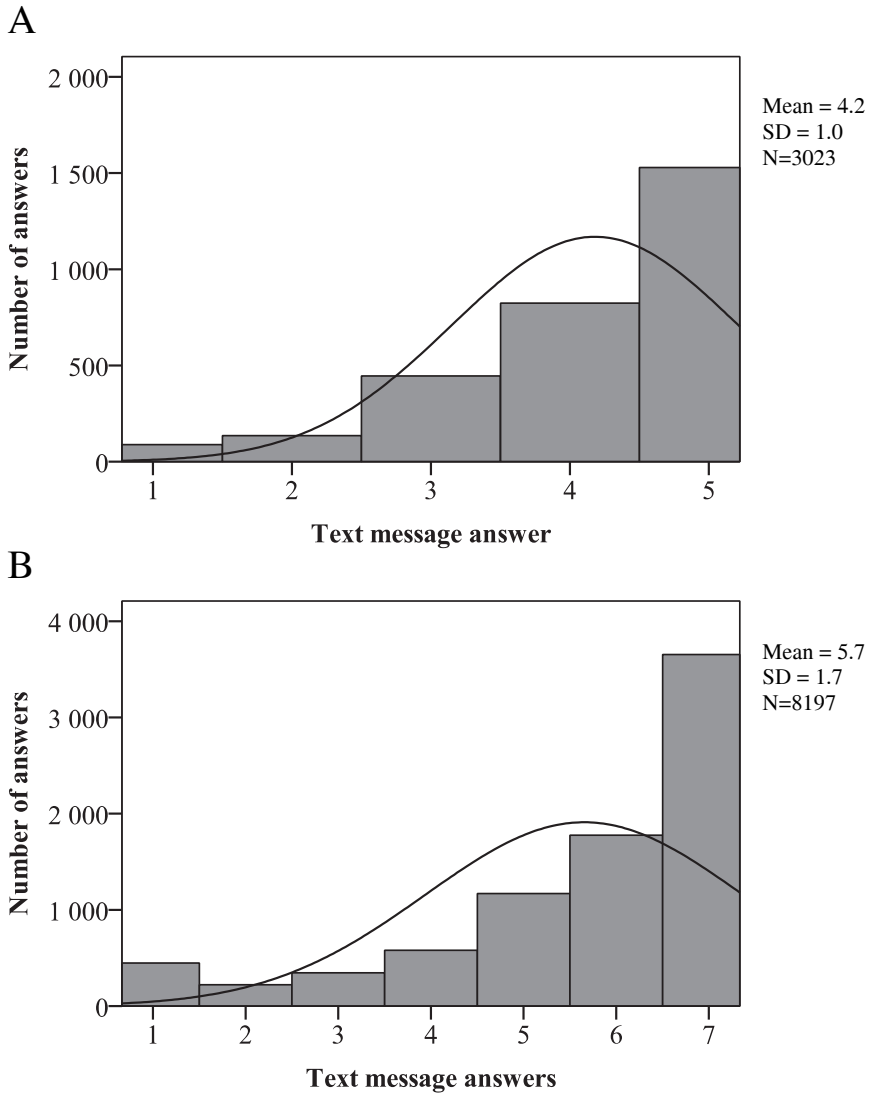 A
2 000
1 500
1 000
500
0
Number of answers
1 2 3 4 5
Text message answer
Mean = 4.2
SD = 1.0
N=3023
B
4 000
3 000
2 000
1 000
0
Number of answers
1 2 3 4 5 6 7
Text message answers
Mean = 5.7
SD = 1.7
N=8197